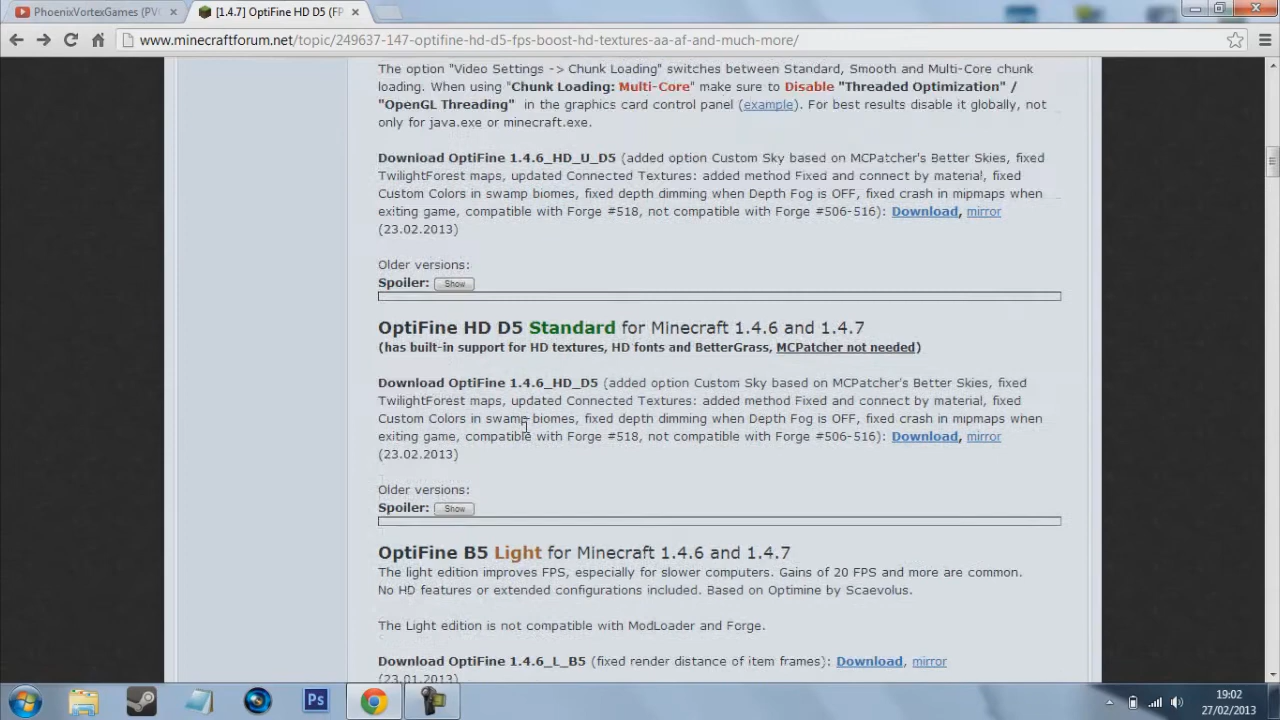 PhoenixVortexGames (PV
[1.4.7] OptiFine HD D5 (FP
www.minecraftforum.net/topic/249637-147-optifine-hd-d5-fps-boost-hd-textures-aa-af-and-much-more/
The option "Video Settings -> Chunk Loading" switches between Standard, Smooth and Multi-Core chunk
loading. When using "Chunk Loading: Multi-Core" make sure to Disable "Threaded Optimization" /
"OpenGL Threading" in the graphics card control panel (example). For best results disable it globally, not
only for java.exe or minecraft.exe.
Download OptiFine 1.4.6_HD_U_D5 (added option Custom Sky based on MCPatcher's Better Skies, fixed
TwilightForest maps, updated Connected Textures: added method Fixed and connect by material, fixed
Custom Colors in swamp biomes, fixed depth dimming when Depth Fog is OFF, fixed crash in mipmaps when
exiting game, compatible with Forge #518, not compatible with Forge #506-516): Download, mirror
(23.02.2013)
Older versions:
Spoiler: Show
OptiFine HD D5 Standard for Minecraft 1.4.6 and 1.4.7
(has built-in support for HD textures, HD fonts and BetterGrass, MCPatcher not needed)
Download OptiFine 1.4.6_HD_D5 (added option Custom Sky based on MCPatcher's Better Skies, fixed
TwilightForest maps, updated Connected Textures: added method Fixed and connect by material, fixed
Custom Colors in swamp biomes, fixed depth dimming when Depth Fog is OFF, fixed crash in mipmaps when
exiting game, compatible with Forge #518, not compatible with Forge #506-516): Download, mirror
(23.02.2013)
Older versions:
Spoiler: Show
OptiFine B5 Light for Minecraft 1.4.6 and 1.4.7
The light edition improves FPS, especially for slower computers. Gains of 20 FPS and more are common.
No HD features or extended configurations included. Based on Optimine by Scaevolus.
The Light edition is not compatible with ModLoader and Forge.
Download OptiFine 1.4.6_L_B5 (fixed render distance of item frames): Download, mirror
(23.01.2013)
Ps
19:02
27/02/2013